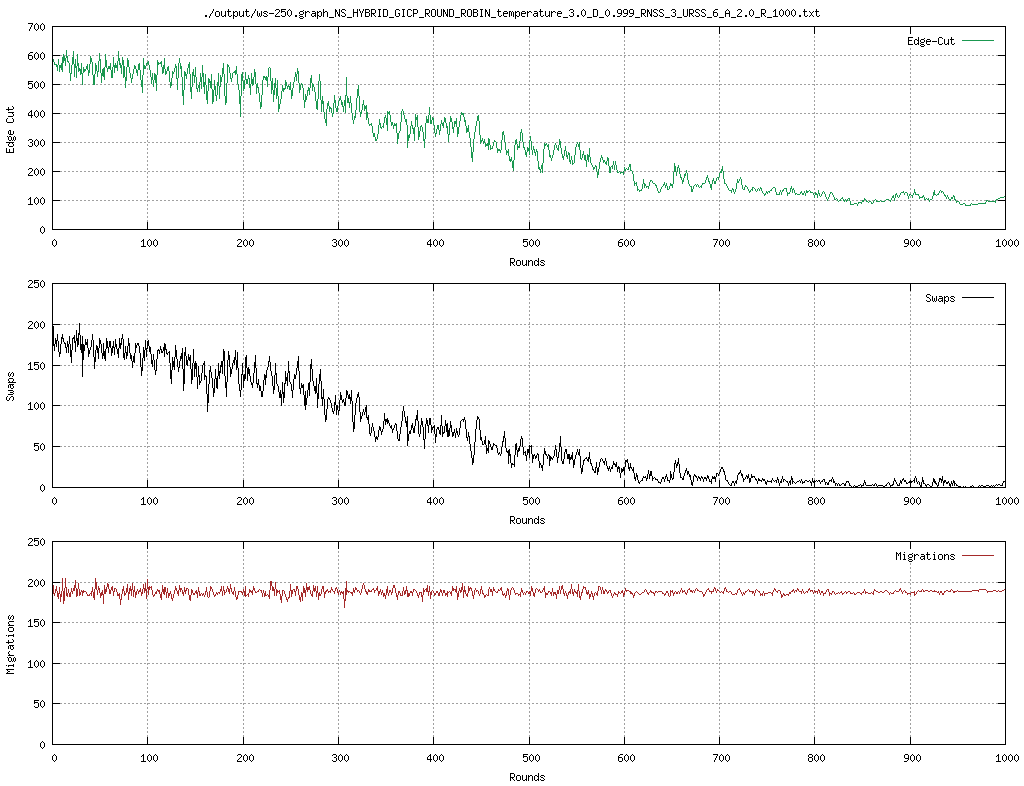 ./output/ws-250.graph_NS_HYBRID_GICP_ROUND_ROBIN_temperature_3.0_D_0.999_RNSS_3_URSS_6_A_2.0_R_1000.txt
700
600
500
400
300
200
100
0
Edge Cut
Edge-Cut
0 100 200 300 400 500 600 700 800 900 1000
Rounds
250
200
150
100
50
0
Swaps
Swaps
0 100 200 300 400 500 600 700 800 900 1000
Rounds
250
200
150
100
50
0
Migrations
Migrations
0 100 200 300 400 500 600 700 800 900 1000
Rounds